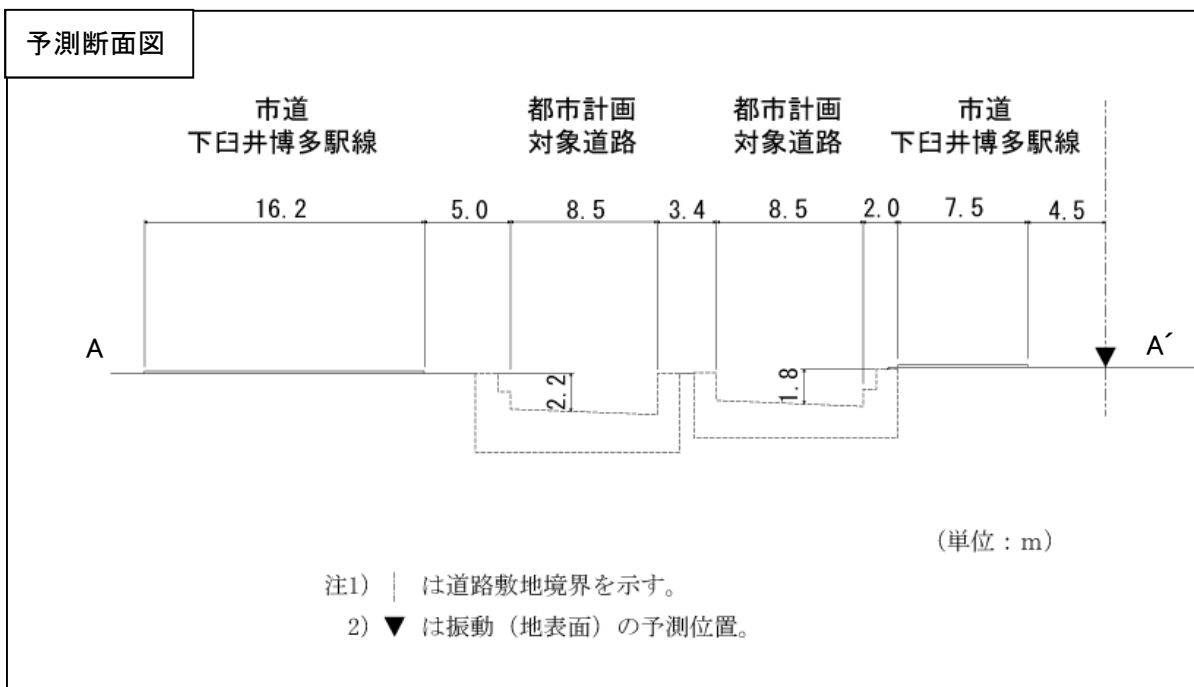 予測断面図
市道
下臼井博多駅線
都市計画
対象道路
都市計画
対象道路
市道
下臼井博多駅線
16.2 5.0 8.5 3.4 8.5 2.0 7.5 4.5
A
2.2
1.8
A´
(単位:m)
注1) ¦ は道路敷地境界を示す。
2) ▼ は振動(地表面)の予測位置。